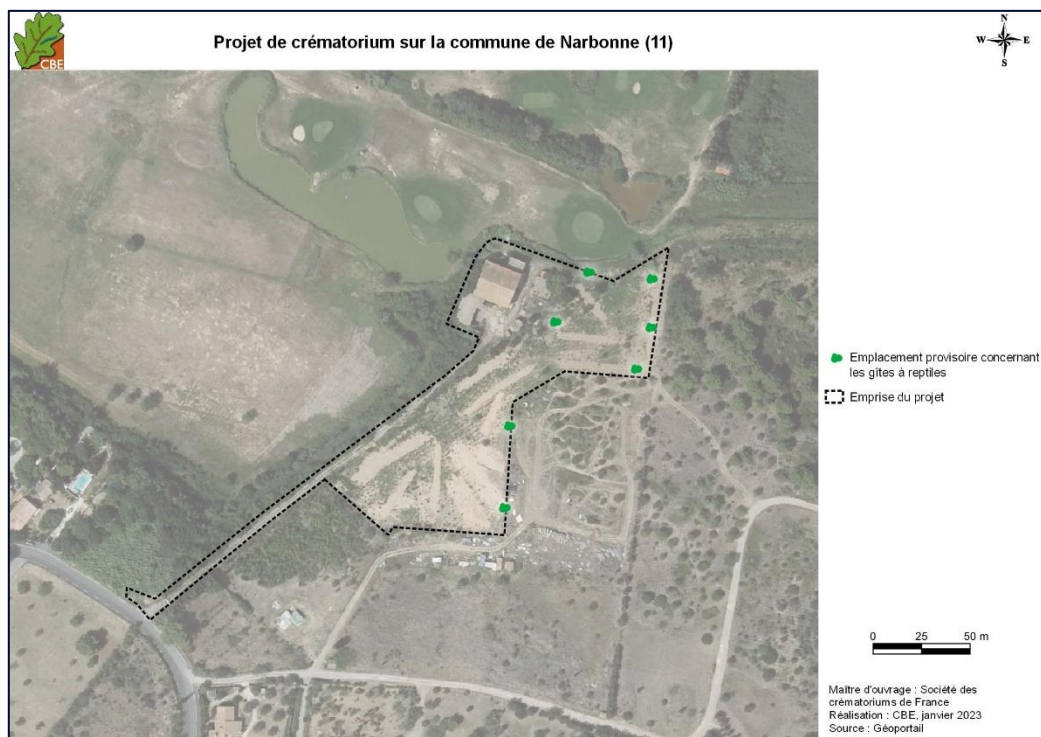 Projet de crématorium sur la commune de Narbonne (11)
CBE
N
W E
S
Emplacement provisoire concernant
les gîtes à reptiles
Emprise du projet
0 25 50 m
Maître d'ouvrage : Société des
crématoriums de France
Réalisation : CBE, janvier 2023
Source : Géoportail